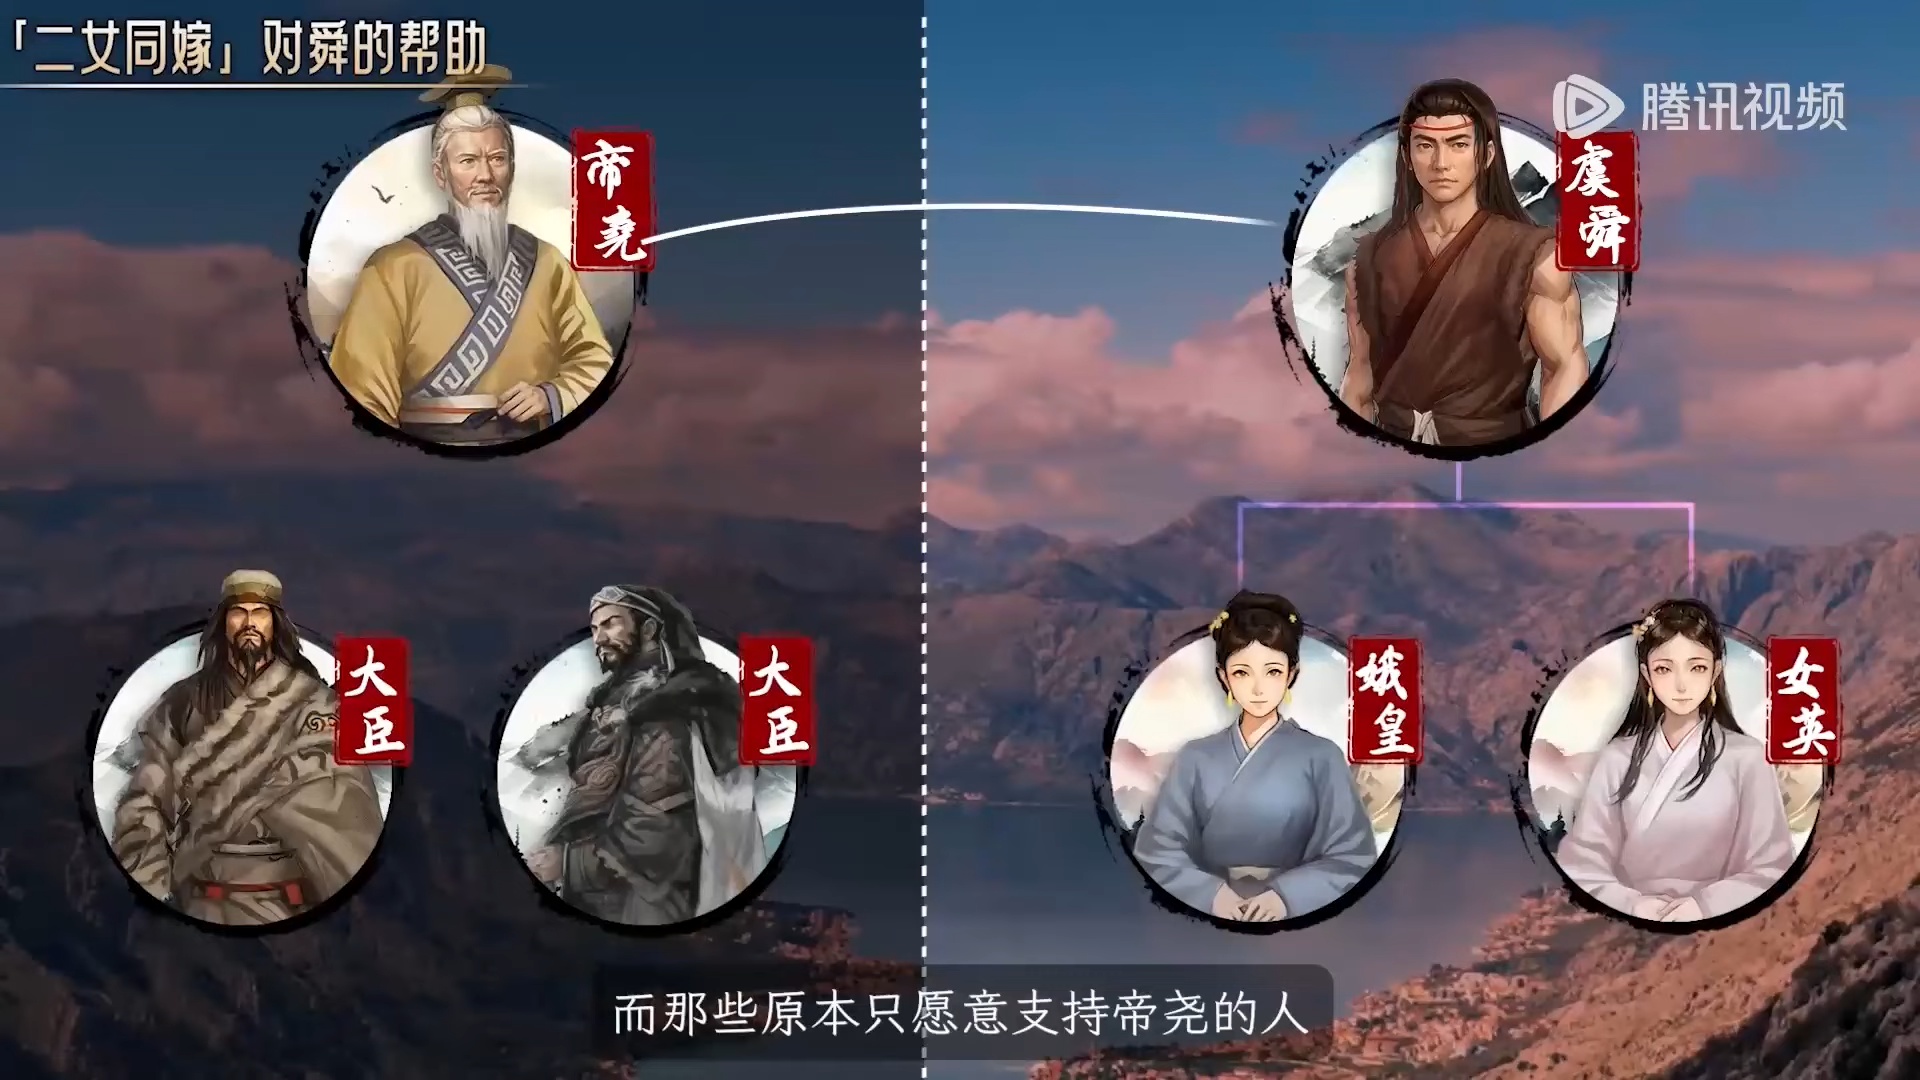 「二女同嫁」对舜的帮助
腾讯视频
帝堯
虞舜
大臣
大臣
娥皇
女英
而那些原本只愿意支持帝尧的人